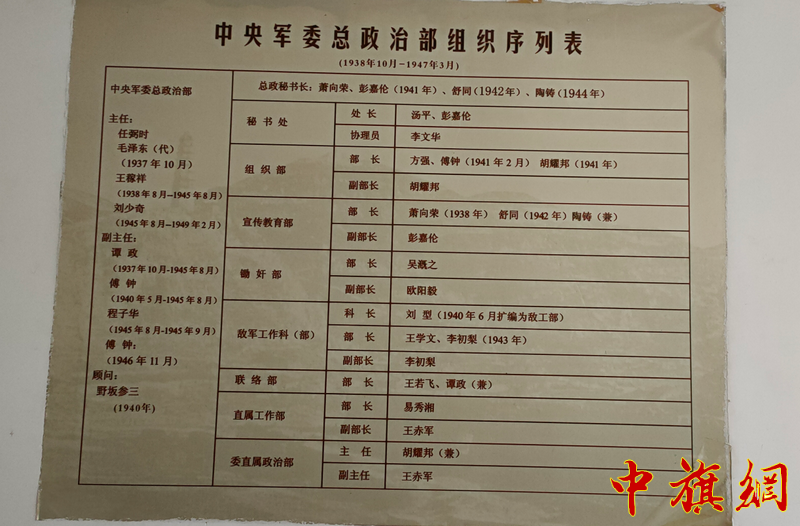 中央军委总政治部组织序列表
(1938年10月-1947年3月)
中央军委总政治部
主任:
任弼时
毛泽东（代）
(1937年10月)
王稼祥
(1938年8月--1945年8月)
刘少奇
(1945年8月--1949年2月)
副主任:
谭 政
(1937年10月-1945年8月)
傅 钟
(1940年5月-1945年8月)
程子华
(1945年8月-1945年9月)
傅 钟:
(1946年11月)
顾问:
野坂参三
(1940年)
总政秘书长: 萧向荣、彭嘉伦（1941年）、舒同（1942年）、陶铸（1944年）
秘书处 处长 汤平、彭嘉伦
协理员 李文华
组织部 部长 方强、傅钟（1941年2月） 胡耀邦（1941年）
副部长 胡耀邦
宣传教育部 部长 萧向荣（1938年） 舒同（1942年）陶铸（兼）
副部长 彭嘉伦
锄奸部 部长 吴溉之
副部长 欧阳毅
敌军工作科（部） 科长 刘 型（1940年6月扩编为敌工部）
部长 王学文、李初梨（1943年）
副部长 李初梨
联络部 部长 王若飞、谭政（兼）
直属工作部 部长 易秀湘
副部长 王赤军
委直属政治部 主任 胡耀邦（兼）
副主任 王赤军
中旗網